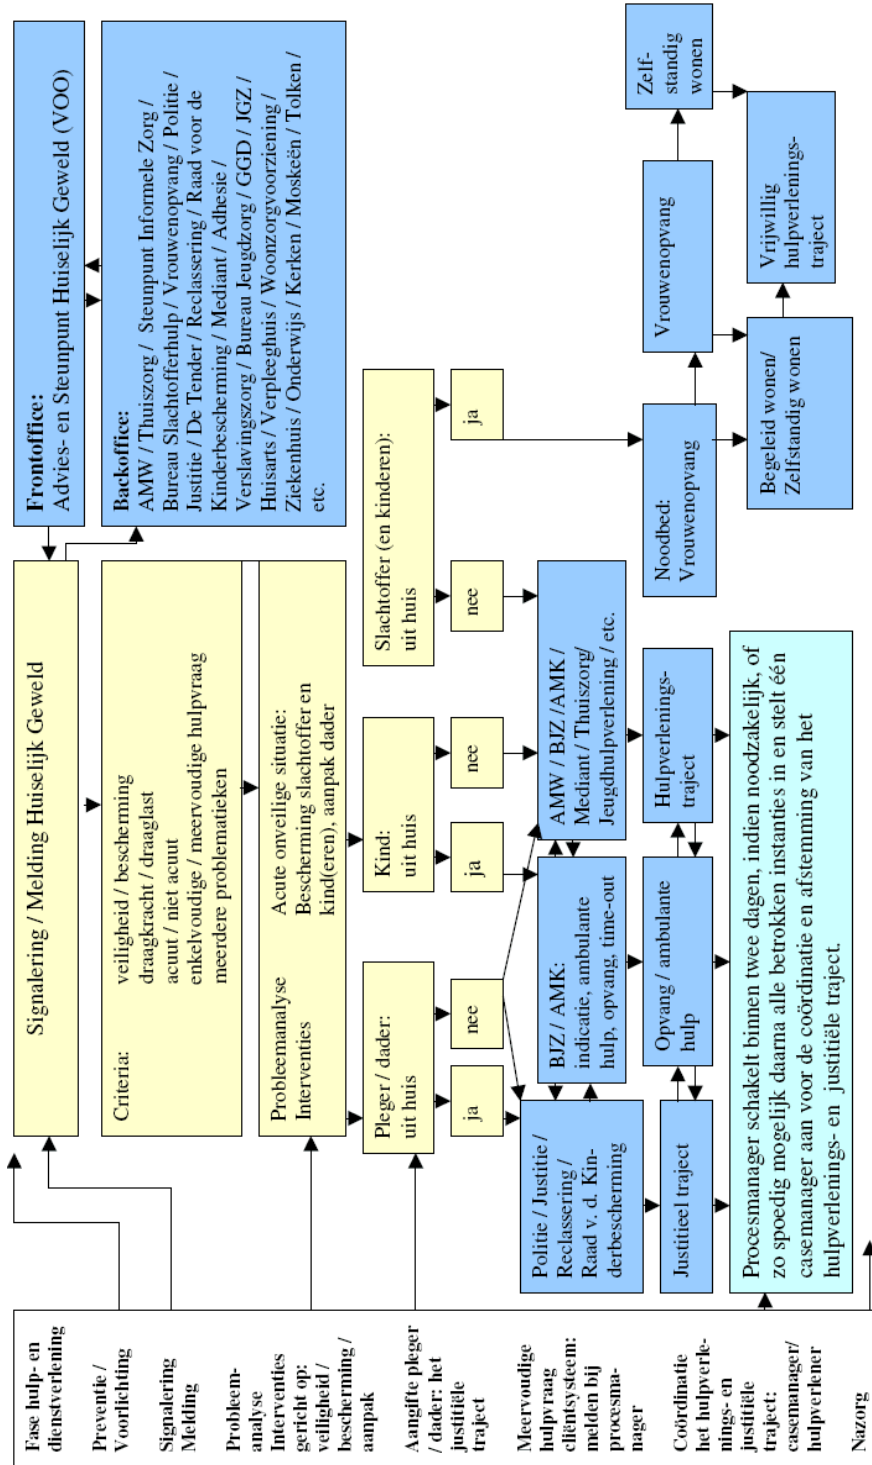 Fase hulp- en
dienstverlening
Preventie /
Voorlichting
Signalering
Melding
Probleem-
analyse
Interventies
gericht op:
veiligheid /
bescherming /
aanpak
Aangifte pleger
/ dader: het
justitiële
traject
Meervoudige
hulpvraag
cliëntsysteem:
melden bij
procesma-
nager
Coördinatie
het hulpverle-
nings- en
justitiële
traject:
casemanager/
hulpverlener
Nazorg
Signalering / Melding Huiselijk Geweld
Frontoffice:
Advies- en Steunpunt Huiselijk Geweld (VOO)
Criteria:
veiligheid / bescherming
draagkracht / draaglast
acuut / niet acuut
enkelvoudige / meervoudige hulpvraag
meerdere problematieken
Backoffice:
AMW / Thuiszorg / Steunpunt Informele Zorg /
Bureau Slachtofferhulp / Vrouwenopvang / Politie /
Justitie / De Tender / Reclassering / Raad voor de
Kinderbescherming / Mediant / Adhesie /
Verslavingszorg / Bureau Jeugdzorg / GGD / JGZ /
Huisarts / Verpleeghuis / Woonzorgvoorziening /
Ziekenhuis / Onderwijs / Kerken / Moskeën / Tolken /
etc.
Probleemanalyse
Interventies
Acute onveilige situatie:
Bescherming slachtoffer en
kind(eren), aanpak dader
Pleger / dader:
uit huis
Kind:
uit huis
Slachtoffer (en kinderen):
uit huis
ja
nee
ja
nee
nee
ja
Politie / Justitie /
Reclassering /
Raad v. d. Kin-
derbescherming
BJZ / AMK:
indicatie, ambulante
hulp, opvang, time-out
AMW / BJZ /AMK /
Mediant / Thuiszorg/
Jeugdhulpverlening / etc.
Noodbed:
Vrouwenopvang
Vrouwenopvang
Zelf-
standig
wonen
Justitieel traject
Opvang / ambulante
hulp
Hulpverlenings-
traject
Begeleid wonen/
Zelfstandig wonen
Vrijwillig
hulpverlenings-
traject
Procesmanager schakelt binnen twee dagen, indien noodzakelijk, of
zo spoedig mogelijk daarna alle betrokken instanties in en stelt één
casemanager aan voor de coördinatie en afstemming van het
hulpverlenings- en justitiële traject.